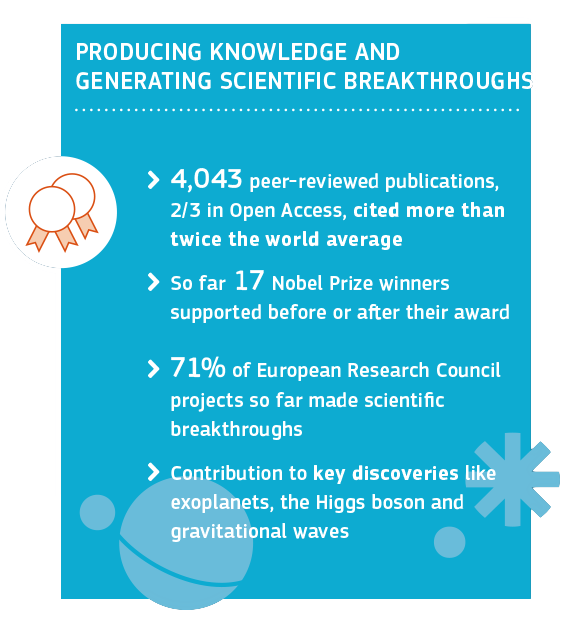 PRODUCING KNOWLEDGE AND
GENERATING SCIENTIFIC BREAKTHROUGHS
4,043 peer-reviewed publications,
2/3 in Open Access, cited more than
twice the world average
So far 17 Nobel Prize winners
supported before or after their award
71% of European Research Council
projects so far made scientific
breakthroughs
Contribution to key discoveries like
exoplanets, the Higgs boson and
gravitational waves